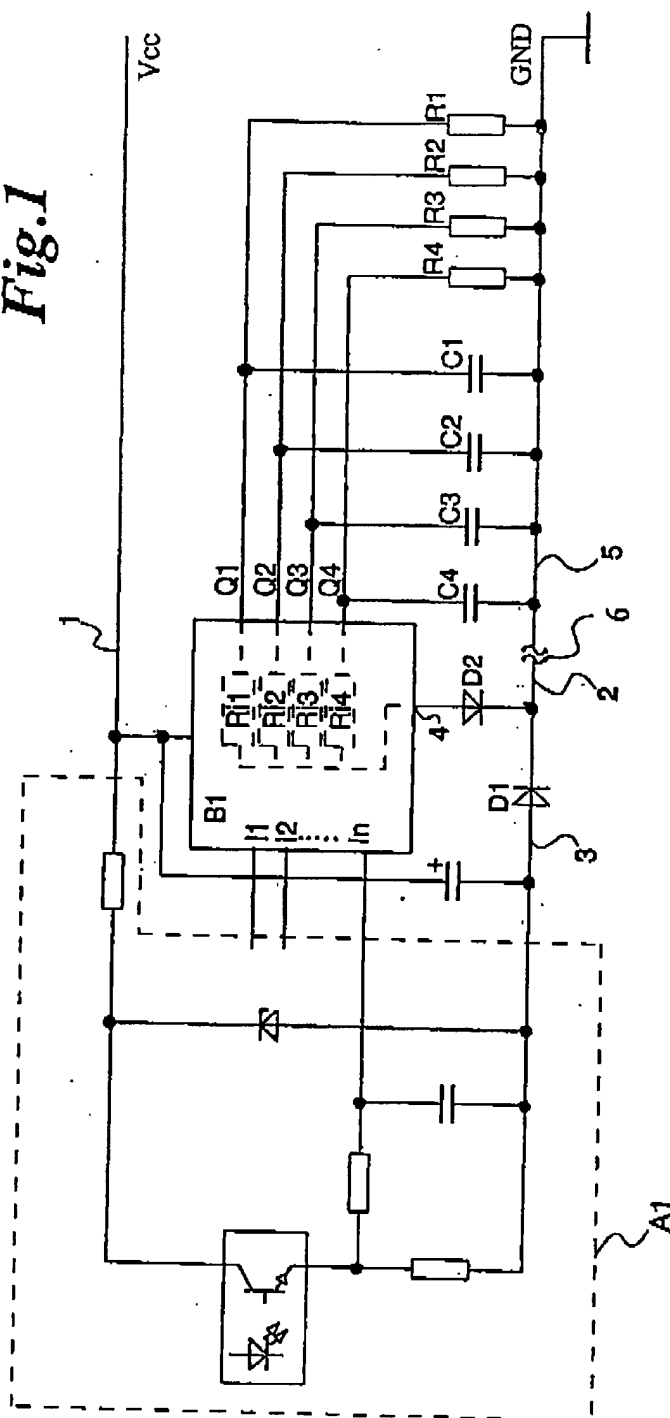 Fig.1
Vcc
1
GND
R1
R2
R3
R4
C1
C2
C3
C4
Q1
Q2
Q3
Q4
Ri1
Ri2
Ri3
Ri4
B1
i1
i2.....
in
+
4
D2
D1
5
6
2
3
A1